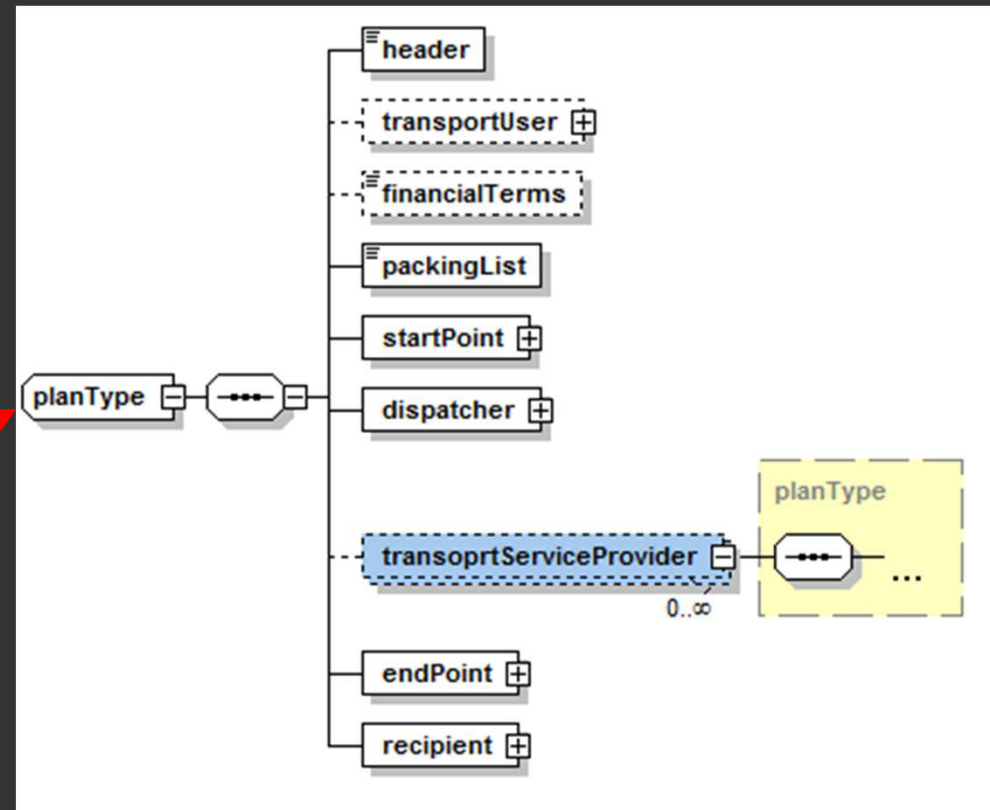 header
transportUser
financialTerms
packingList
startPoint
planType
dispatcher
planType
transoprtServiceProvider
...
0..∞
endPoint
recipient